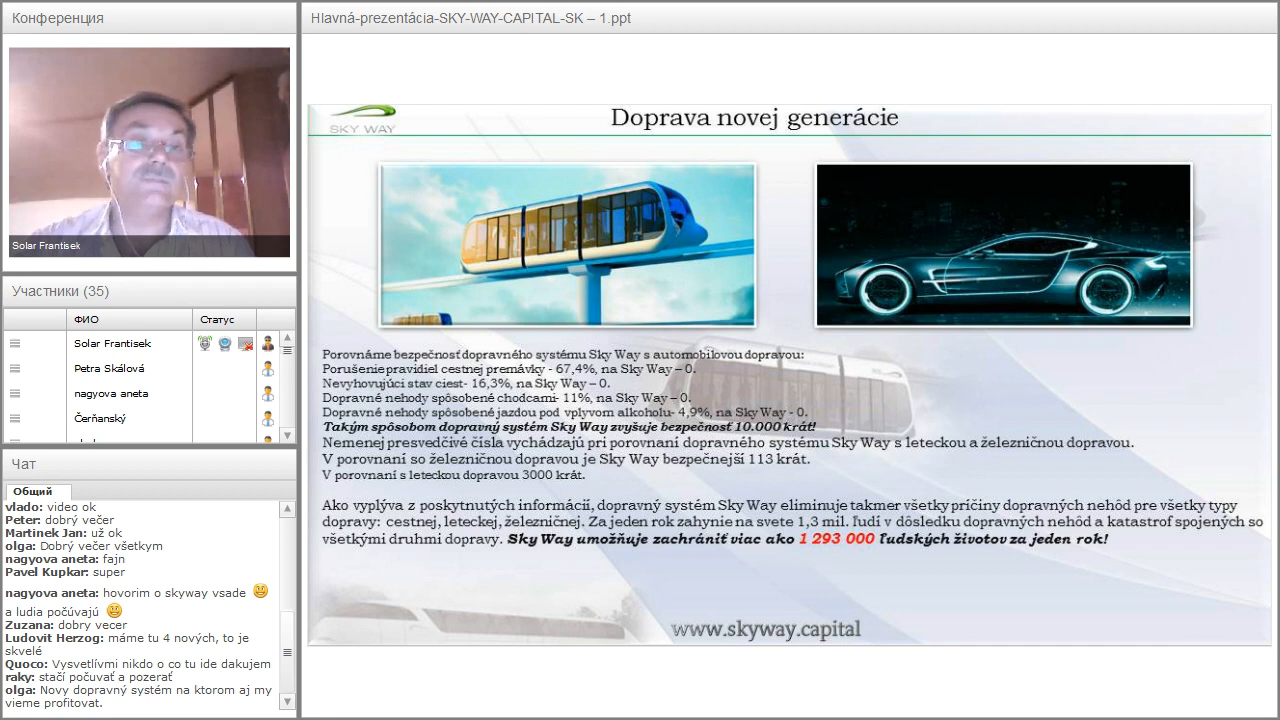 Конференция
Solar Frantisek
Участники (35)
ФИО
Статус
Solar Frantisek
Petra Skálová
nagyova aneta
Čerňanský
Чат
Общий
vlado: video ok
Peter: dobrý večer
Martinek Jan: už ok
olga: Dobrý večer všetkym
nagyova aneta: fajn
Pavel Kupkar: super
nagyova aneta: hovorim o skyway vsade
a ludia počúvajú
Zuzana: dobry vecer
Ludovit Herzog: máme tu 4 nových, to je
skvelé
Quoco: Vysvetlívmi nikdo o co tu ide dakujem
raky: stačí počuvať a pozerať
olga: Novy dopravný systém na ktorom aj my
vieme profitovat.
Hlavná-prezentácia-SKY-WAY-CAPITAL-SK – 1.ppt
SKY WAY
Doprava novej generácie
Porovnáme bezpečnosť dopravného systému Sky Way s automobilovou dopravou:
Porušenie pravidiel cestnej premávky - 67,4%, na Sky Way – 0.
Nevyhovujúci stav ciest- 16,3%, na Sky Way – 0.
Dopravné nehody spôsobené chodcami- 11%, na Sky Way – 0.
Dopravné nehody spôsobené jazdou pod vplyvom alkoholu- 4,9%, na Sky Way - 0.
Takým spôsobom dopravný systém Sky Way zvyšuje bezpečnosť 10.000 krát!
Nemenej presvedčivé čísla vychádzajú pri porovnaní dopravného systému Sky Way s leteckou a železničnou dopravou.
V porovnaní so železničnou dopravou je Sky Way bezpečnejší 113 krát.
V porovnaní s leteckou dopravou 3000 krát.
Ako vyplýva z poskytnutých informácií, dopravný systém Sky Way eliminuje takmer všetky príčiny dopravných nehôd pre všetky typy
dopravy: cestnej, leteckej, železničnej. Za jeden rok zahynie na svete 1,3 mil. ľudí v dôsledku dopravných nehôd a katastrof spojených so
všetkými druhmi dopravy. Sky Way umožňuje zachrániť viac ako 1 293 000 ľudských životov za jeden rok!
www.skyway.capital